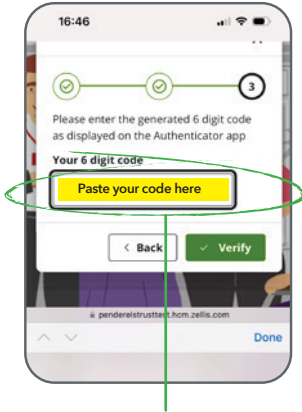 16:46
3
Please enter the generated 6 digit code
as displayed on the Authenticator app
Your 6 digit code
Paste your code here
< Back
Verify
penderelstrusttest.hcm.zellis.com
Done